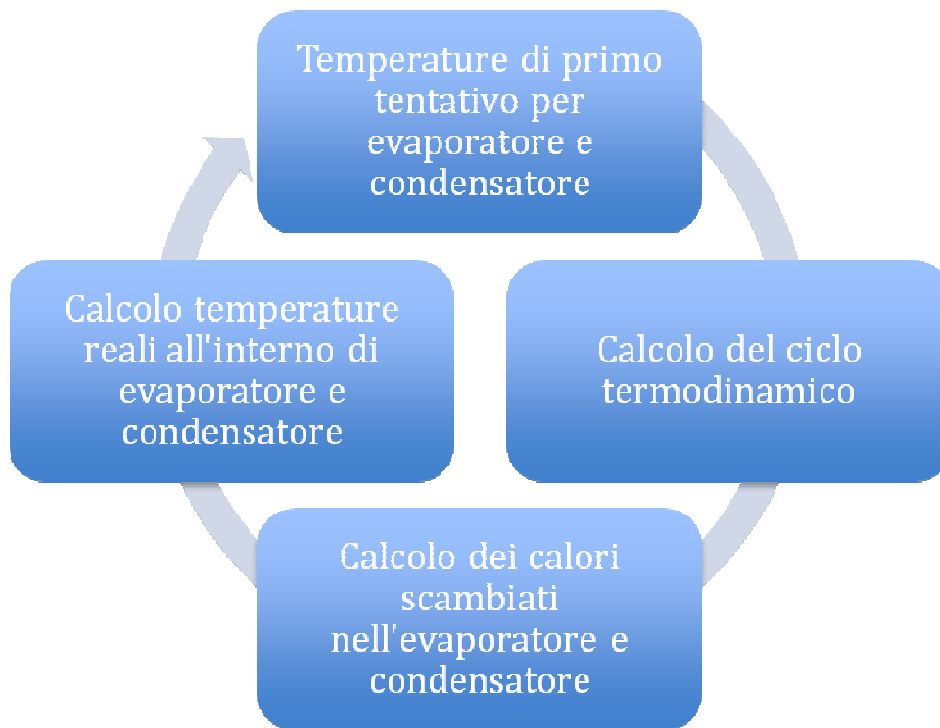 Temperature di primo
tentativo per
evaporatore e
condensatore
Calcolo del ciclo
termodinamico
Calcolo dei calori
scambiati
nell'evaporatore e
condensatore
Calcolo temperature
reali all'interno di
evaporatore e
condensatore